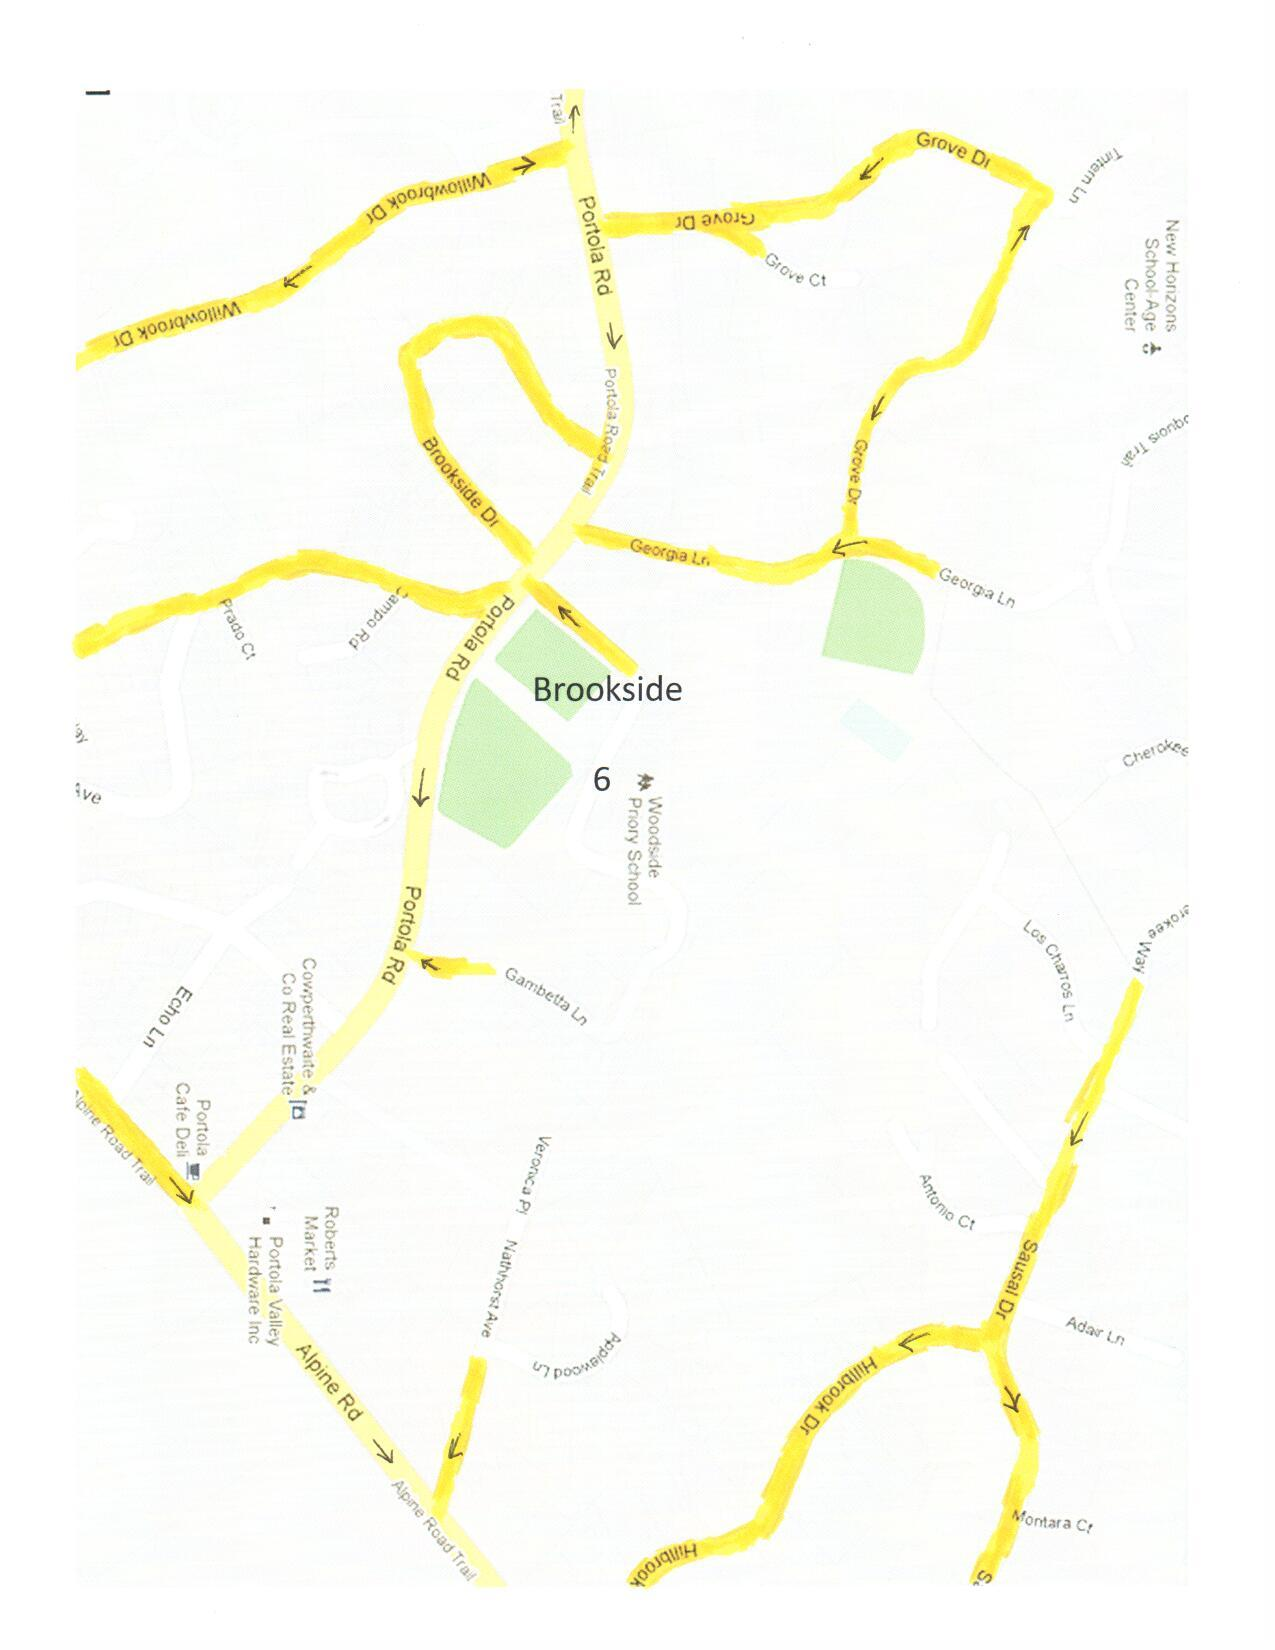 1
Trail
Grove Dr
Tintern Ln
Willowbrook Dr
Portola Rd
Grove Dr
Grove Ct
New Horizons
School-Age
Center
Willowbrook Dr
Portola Road Trail
Trail
Brookside Dr
Grove Dr
Georgia Ln
Georgia Ln
Prado Ct
Campo Rd
Portola Rd
Brookside
6
Woodside
Priory School
Cherokee
Ave
Portola Rd
Way
Los Charros Ln
Gambetta Ln
Cowperthwaite &
Co Real Estate
Echo Ln
Portola
Cafe Deli
Alpine Road Trail
Veronica Pl
Antonio Ct
Roberts
Market
Portola Valley
Hardware Inc
Nathhorst Ave
Sausal Dr
Adair Ln
Applewood Ln
Alpine Rd
Hillbrook Dr
Alpine Road Trail
Montara Ct
Hillbrook